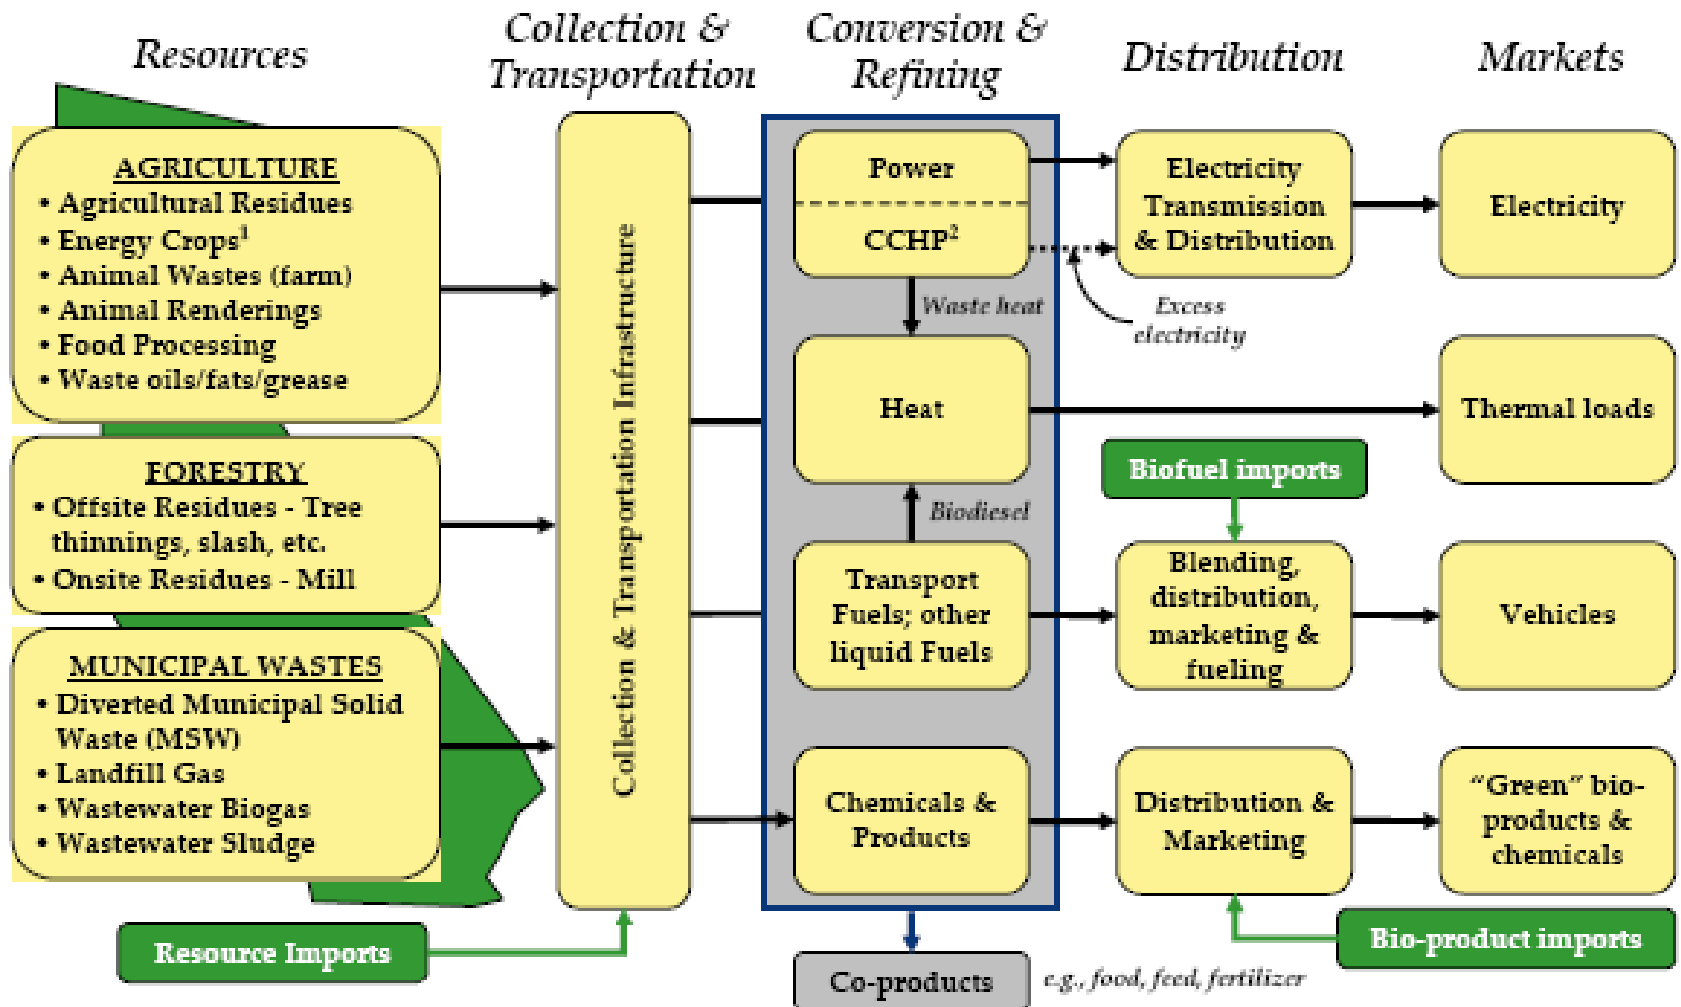 Resources
Collection &
Transportation
Conversion &
Refining
Distribution
Markets
AGRICULTURE
• Agricultural Residues
• Energy Crops¹
• Animal Wastes (farm)
• Animal Renderings
• Food Processing
• Waste oils/fats/grease
FORESTRY
• Offsite Residues - Tree
thinnings, slash, etc.
• Onsite Residues - Mill
MUNICIPAL WASTES
• Diverted Municipal Solid
Waste (MSW)
• Landfill Gas
• Wastewater Biogas
• Wastewater Sludge
Resource Imports
Collection & Transportation Infrastructure
Power
CCHP²
Waste heat
Heat
Biodiesel
Transport
Fuels; other
liquid Fuels
Chemicals &
Products
Co-products
e.g., food, feed, fertilizer
Electricity
Transmission
& Distribution
Excess
electricity
Biofuel imports
Blending,
distribution,
marketing &
fueling
Distribution &
Marketing
Bio-product imports
Electricity
Thermal loads
Vehicles
“Green” bio-
products &
chemicals